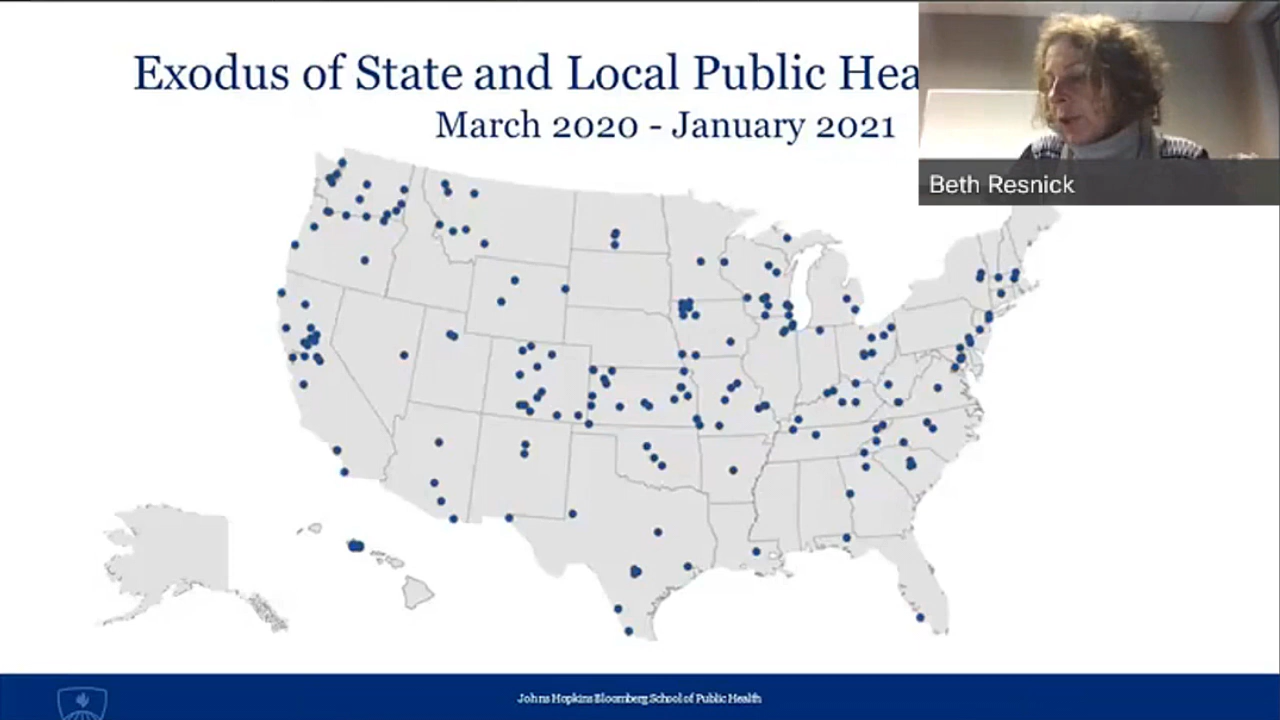 Exodus of State and Local Public Hea
March 2020 - January 2021
Beth Resnick
Johns Hopkins Bloomberg School of Public Health